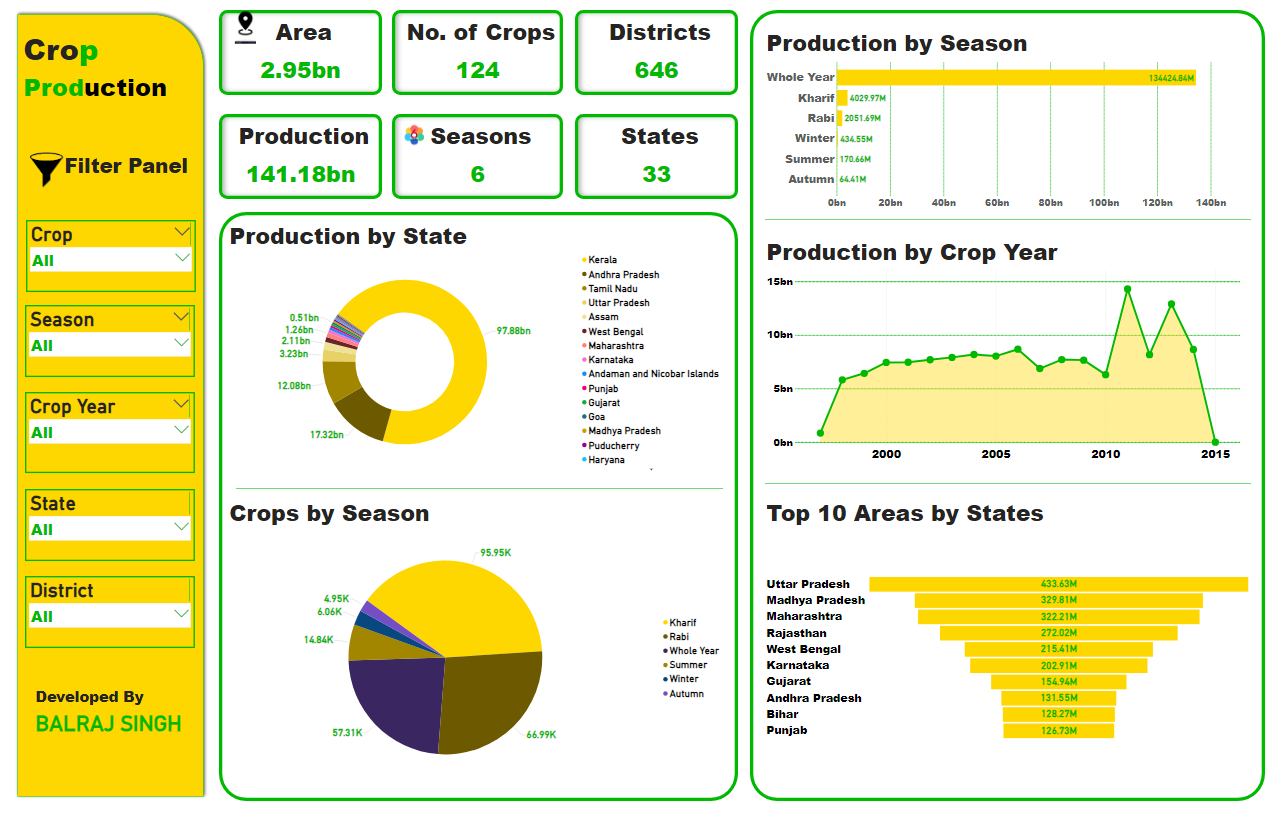 Crop
Production
Filter Panel
Crop
All
Season
All
Crop Year
All
State
All
District
All
Developed By
BALRAJ SINGH
Area
2.95bn
No. of Crops
124
Districts
646
Production
141.18bn
Seasons
6
States
33
Production by State
97.88bn
17.32bn
12.08bn
3.23bn
2.11bn
1.26bn
0.51bn
Kerala
Andhra Pradesh
Tamil Nadu
Uttar Pradesh
Assam
West Bengal
Maharashtra
Karnataka
Andaman and Nicobar Islands
Punjab
Gujarat
Goa
Madhya Pradesh
Puducherry
Haryana
Crops by Season
95.95K
66.99K
57.31K
14.84K
6.06K
4.95K
Kharif
Rabi
Whole Year
Summer
Winter
Autumn
Production by Season
Whole Year 134424.84M
Kharif 4029.97M
Rabi 2051.69M
Winter 434.55M
Summer 170.66M
Autumn 64.41M
0bn 20bn 40bn 60bn 80bn 100bn 120bn 140bn
Production by Crop Year
15bn
10bn
5bn
0bn
2000 2005 2010 2015
Top 10 Areas by States
Uttar Pradesh 433.63M
Madhya Pradesh 329.81M
Maharashtra 322.21M
Rajasthan 272.02M
West Bengal 215.41M
Karnataka 202.91M
Gujarat 154.94M
Andhra Pradesh 131.55M
Bihar 128.27M
Punjab 126.73M